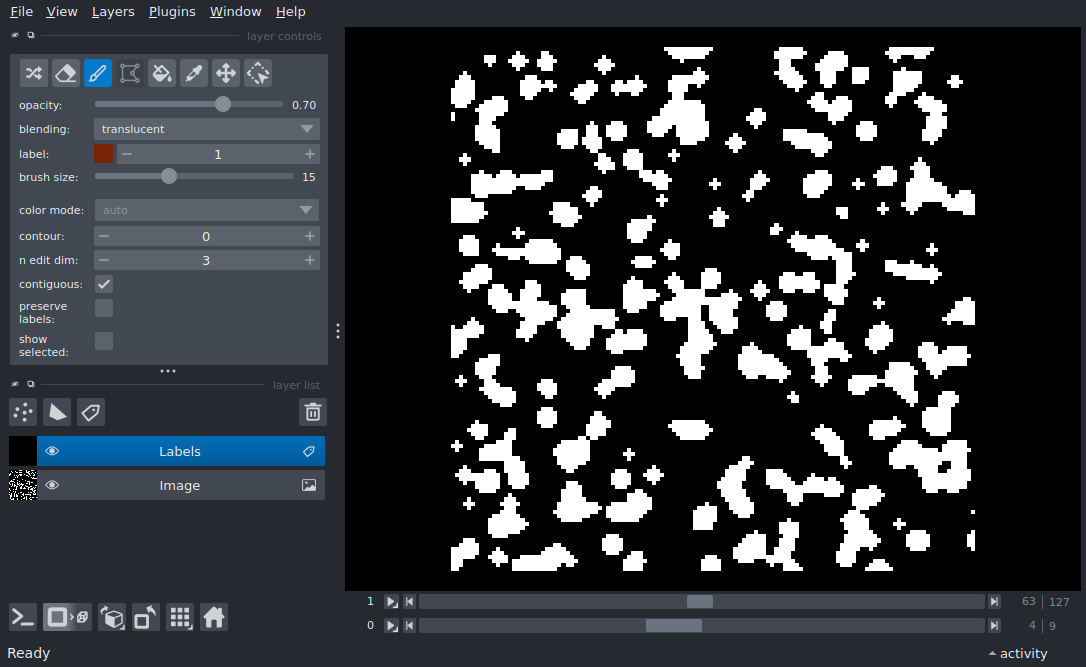 File View Layers Plugins Window Help
layer controls
opacity: 0.70
blending: translucent
label: 1
brush size: 15
color mode: auto
contour: 0
n edit dim: 3
contiguous:
preserve
labels:
show
selected:
layer list
Labels
Image
1 63 | 127
0 4 | 9
Ready activity